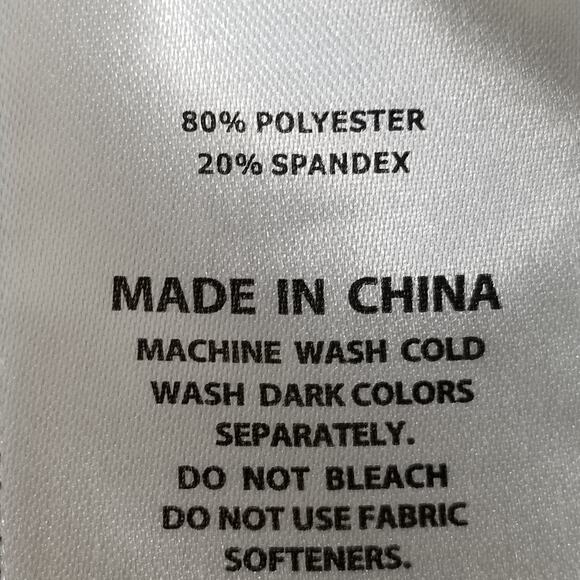 80% POLYESTER
20% SPANDEX
MADE IN CHINA
MACHINE WASH COLD
WASH DARK COLORS
SEPARATELY.
DO NOT BLEACH
DO NOT USE FABRIC
SOFTENERS.